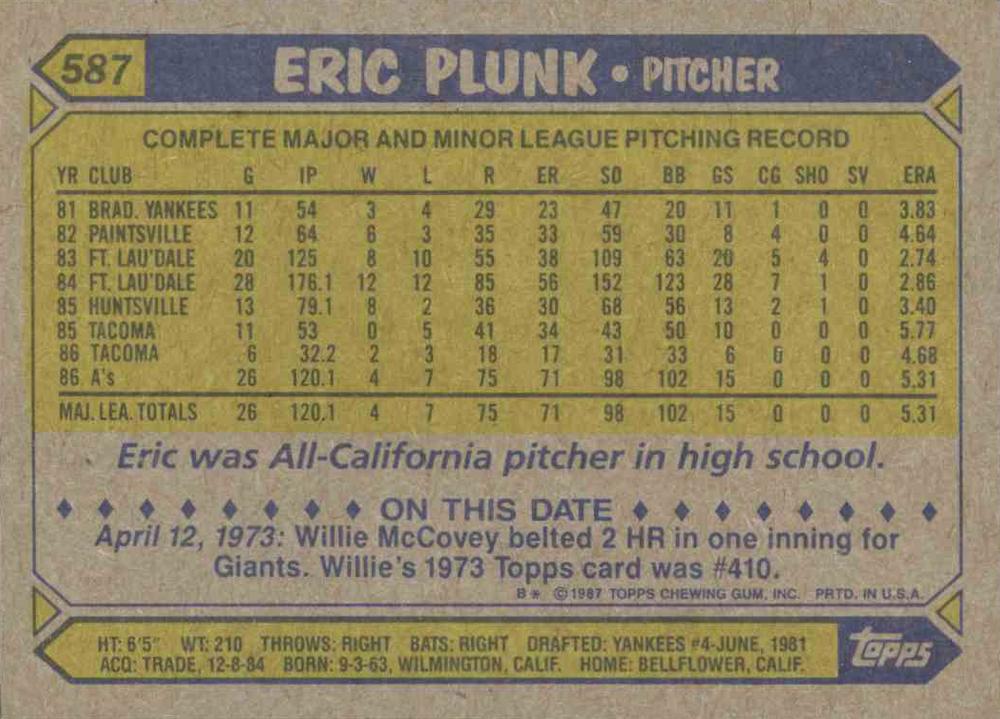 587 ERIC PLUNK • PITCHER
COMPLETE MAJOR AND MINOR LEAGUE PITCHING RECORD
YR CLUB G IP W L R ER SO BB GS CG SHO SV ERA
81 BRAD. YANKEES 11 54 3 4 29 23 47 20 11 1 0 0 3.83
82 PAINTSVILLE 12 64 6 3 35 33 59 30 8 4 0 0 4.64
83 FT. LAU'DALE 20 125 8 10 55 38 109 63 20 5 4 0 2.74
84 FT. LAU'DALE 28 176.1 12 12 85 56 152 123 28 7 1 0 2.86
85 HUNTSVILLE 13 79.1 8 2 36 30 68 56 13 2 1 0 3.40
85 TACOMA 11 53 0 5 41 34 43 50 10 0 0 0 5.77
86 TACOMA 6 32.2 2 3 18 17 31 33 6 0 0 0 4.68
86 A's 26 120.1 4 7 75 71 98 102 15 0 0 0 5.31
MAJ. LEA. TOTALS 26 120.1 4 7 75 71 98 102 15 0 0 0 5.31
Eric was All-California pitcher in high school.
ON THIS DATE
April 12, 1973: Willie McCovey belted 2 HR in one inning for
Giants. Willie's 1973 Topps card was #410.
B* ©1987 TOPPS CHEWING GUM, INC. PRTD. IN U.S.A.
HT: 6'5" WT: 210 THROWS: RIGHT BATS: RIGHT DRAFTED: YANKEES #4-JUNE, 1981
ACQ: TRADE, 12-8-84 BORN: 9-3-63, WILMINGTON, CALIF. HOME: BELLFLOWER, CALIF.
Topps